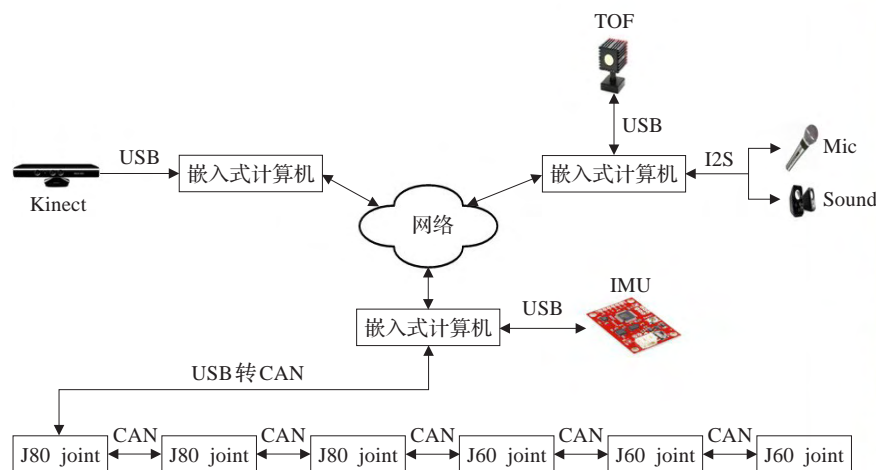 TOF
USB
USB
嵌入式计算机
嵌入式计算机
I2S
Mic
Kinect
Sound
网络
IMU
嵌入式计算机
USB
USB转CAN
CAN
CAN
CAN
CAN
CAN
J80 joint
J80 joint
J80 joint
J60 joint
J60 joint
J60 joint